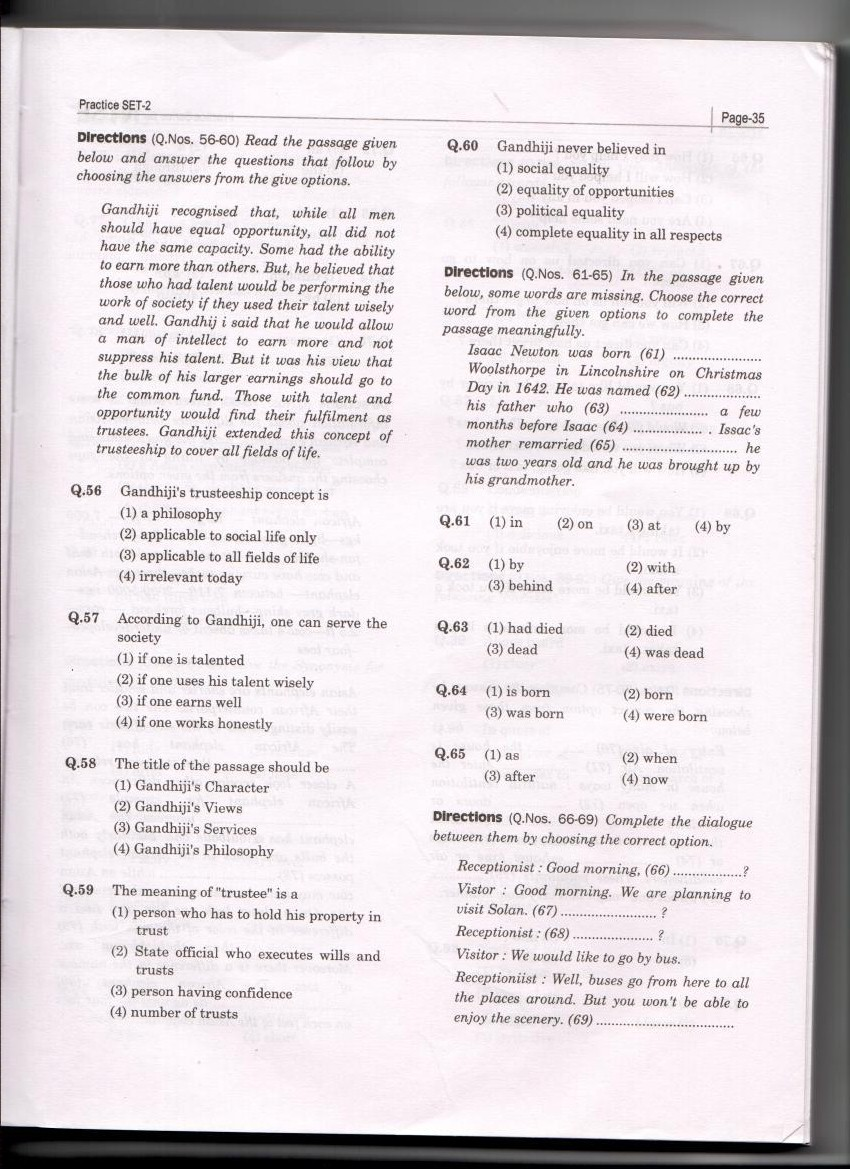 Practice SET-2
Page-35
Directions (Q.Nos. 56-60) Read the passage given
below and answer the questions that follow by
choosing the answers from the give options.
Gandhiji recognised that, while all men
should have equal opportunity, all did not
have the same capacity. Some had the ability
to earn more than others. But, he believed that
those who had talent would be performing the
work of society if they used their talent wisely
and well. Gandhij i said that he would allow
a man of intellect to earn more and not
suppress his talent. But it was his view that
the bulk of his larger earnings should go to
the common fund. Those with talent and
opportunity would find their fulfilment as
trustees. Gandhiji extended this concept of
trusteeship to cover all fields of life.
Q.56 Gandhiji's trusteeship concept is
(1) a philosophy
(2) applicable to social life only
(3) applicable to all fields of life
(4) irrelevant today
Q.57 According to Gandhiji, one can serve the
society
(1) if one is talented
(2) if one uses his talent wisely
(3) if one earns well
(4) if one works honestly
Q.58 The title of the passage should be
(1) Gandhiji's Character
(2) Gandhiji's Views
(3) Gandhiji's Services
(4) Gandhiji's Philosophy
Q.59 The meaning of "trustee" is a
(1) person who has to hold his property in
trust
(2) State official who executes wills and
trusts
(3) person having confidence
(4) number of trusts
Q.60 Gandhiji never believed in
(1) social equality
(2) equality of opportunities
(3) political equality
(4) complete equality in all respects
Directions (Q.Nos. 61-65) In the passage given
below, some words are missing. Choose the correct
word from the given options to complete the
passage meaningfully.
Isaac Newton was born (61) ......................
Woolsthorpe in Lincolnshire on Christmas
Day in 1642. He was named (62) ...................
his father who (63) ...................... a few
months before Isaac (64) .................... . Issac's
mother remarried (65) ............................. he
was two years old and he was brought up by
his grandmother.
Q.61 (1) in (2) on (3) at (4) by
Q.62 (1) by (2) with
(3) behind (4) after
Q.63 (1) had died (2) died
(3) dead (4) was dead
Q.64 (1) is born (2) born
(3) was born (4) were born
Q.65 (1) as (2) when
(3) after (4) now
Directions (Q.Nos. 66-69) Complete the dialogue
between them by choosing the correct option.
Receptionist : Good morning, (66) .................?
Vistor : Good morning. We are planning to
visit Solan. (67) ........................ ?
Receptionist : (68) .................... ?
Visitor : We would like to go by bus.
Receptioniist : Well, buses go from here to all
the places around. But you won't be able to
enjoy the scenery. (69) ...................................